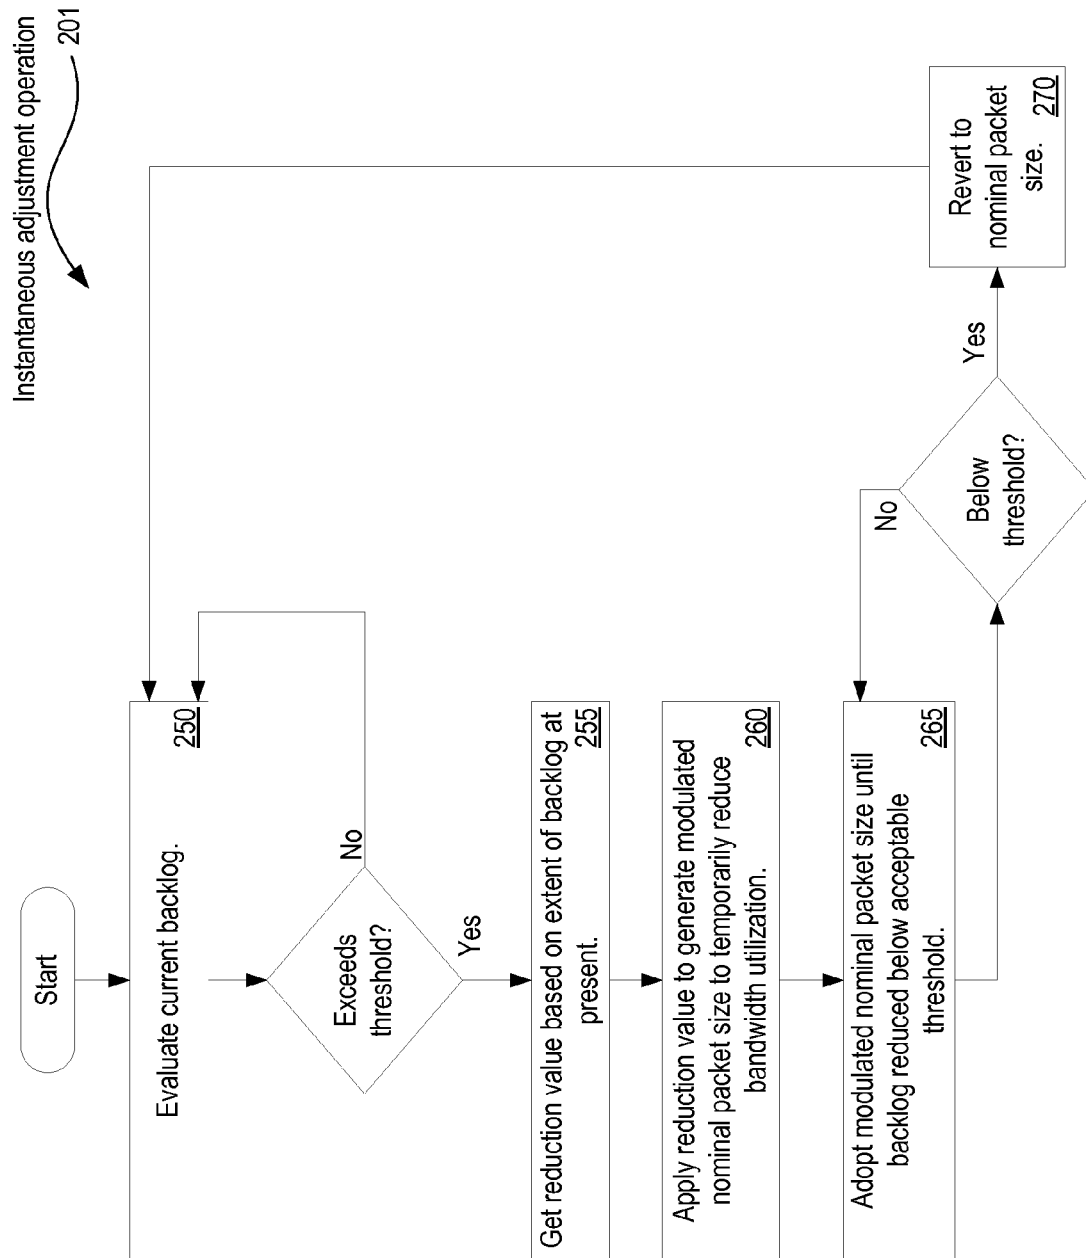 Instantaneous adjustment operation
201
Start
Evaluate current backlog.
250
Exceeds
threshold?
No
Yes
Get reduction value based on extent of backlog at
present.
255
Apply reduction value to generate modulated
nominal packet size to temporarily reduce
bandwidth utilization.
260
Adopt modulated nominal packet size until
backlog reduced below acceptable
threshold.
265
Below
threshold?
No
Yes
Revert to
nominal packet
size.
270